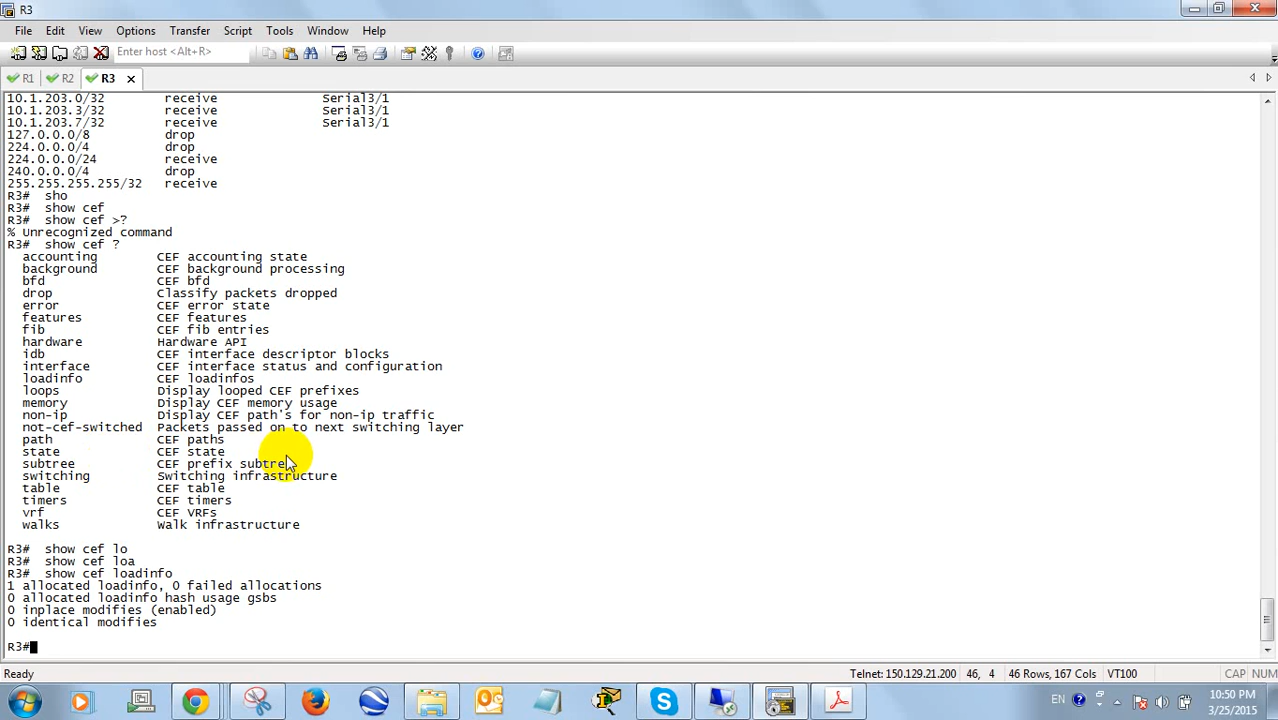 R3
File Edit View Options Transfer Script Tools Window Help
Enter host <Alt+R>
R1 R2 R3
10.1.203.0/32 receive Serial3/1
10.1.203.3/32 receive Serial3/1
10.1.203.7/32 receive Serial3/1
127.0.0.0/8 drop
224.0.0.0/4 drop
224.0.0.0/24 receive
240.0.0.0/4 drop
255.255.255.255/32 receive
R3# sho
R3# show cef
R3# show cef >?
% Unrecognized command
R3# show cef ?
accounting CEF accounting state
background CEF background processing
bfd CEF bfd
drop Classify packets dropped
error CEF error state
features CEF features
fib CEF fib entries
hardware Hardware API
idb CEF interface descriptor blocks
interface CEF interface status and configuration
loadinfo CEF loadinfos
loops Display looped CEF prefixes
memory Display CEF memory usage
non-ip Display CEF path's for non-ip traffic
not-cef-switched Packets passed on to next switching layer
path CEF paths
state CEF state
subtree CEF prefix subtree
switching Switching infrastructure
table CEF table
timers CEF timers
vrf CEF VRFs
walks Walk infrastructure
R3# show cef lo
R3# show cef loa
R3# show cef loadinfo
1 allocated loadinfo, 0 failed allocations
0 allocated loadinfo hash usage gsbs
0 inplace modifies (enabled)
0 identical modifies
R3#
Ready Telnet: 150.129.21.200 46, 4 46 Rows, 167 Cols VT100 CAP NUM
EN 10:50 PM
3/25/2015